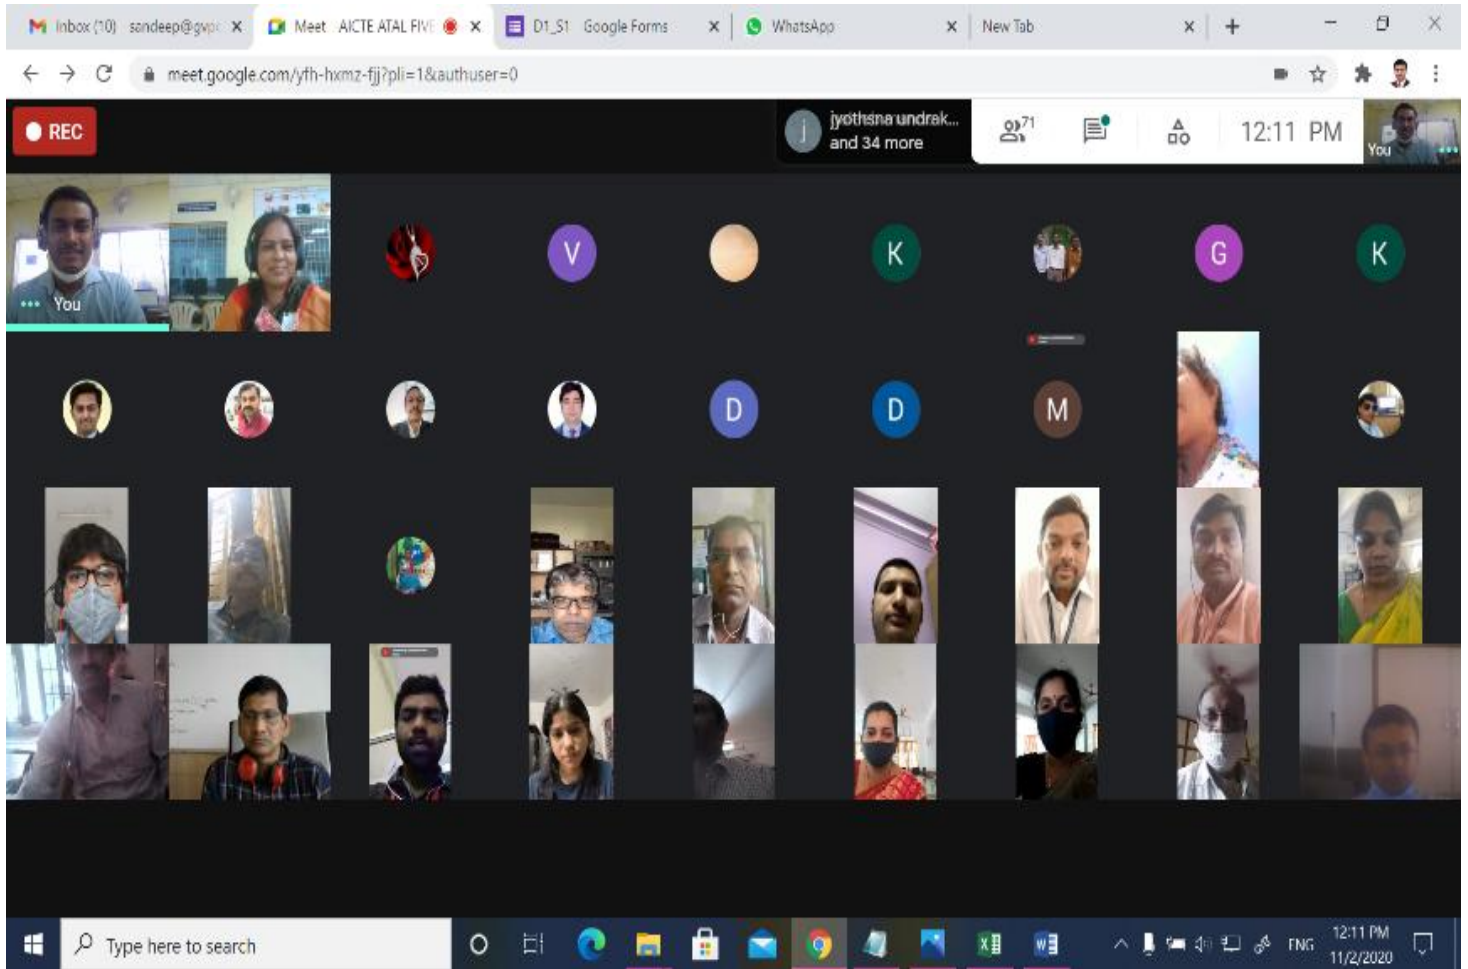 Inbox (10) sandeep@gvpc
Meet AICTE ATAL FIVE
D1_S1 Google Forms
WhatsApp
New Tab
meet.google.com/yfh-hxmz-fjj?pli=1&authuser=0
REC
j
jyothsna undrak...
and 34 more
71
12:11 PM
You
You
V
K
G
K
D
D
M
Type here to search
ENG
12:11 PM
11/2/2020